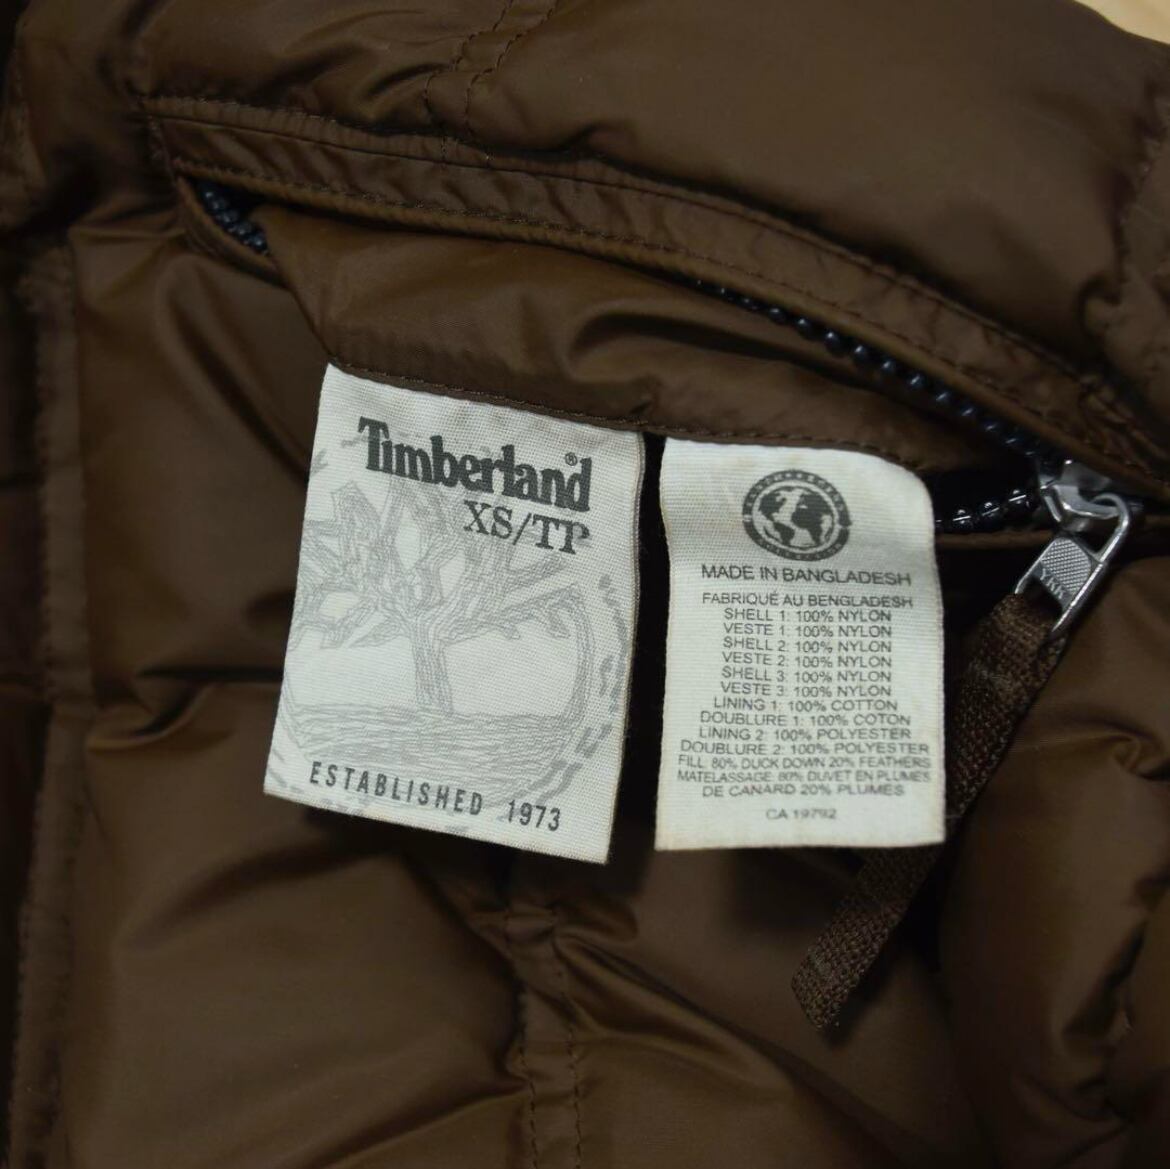 Timberland®
XS/TP
ESTABLISHED 1973
MADE IN BANGLADESH
FABRIQUÉ AU BENGLADESH
SHELL 1: 100% NYLON
VESTE 1: 100% NYLON
SHELL 2: 100% NYLON
VESTE 2: 100% NYLON
SHELL 3: 100% NYLON
VESTE 3: 100% NYLON
LINING 1: 100% COTTON
DOUBLURE 1: 100% COTON
LINING 2: 100% POLYESTER
DOUBLURE 2: 100% POLYESTER
FILL: 80% DUCK DOWN 20% FEATHERS
MATELASSAGE: 80% DUVET EN PLUMES
DE CANARD 20% PLUMES
CA 19792
YKK